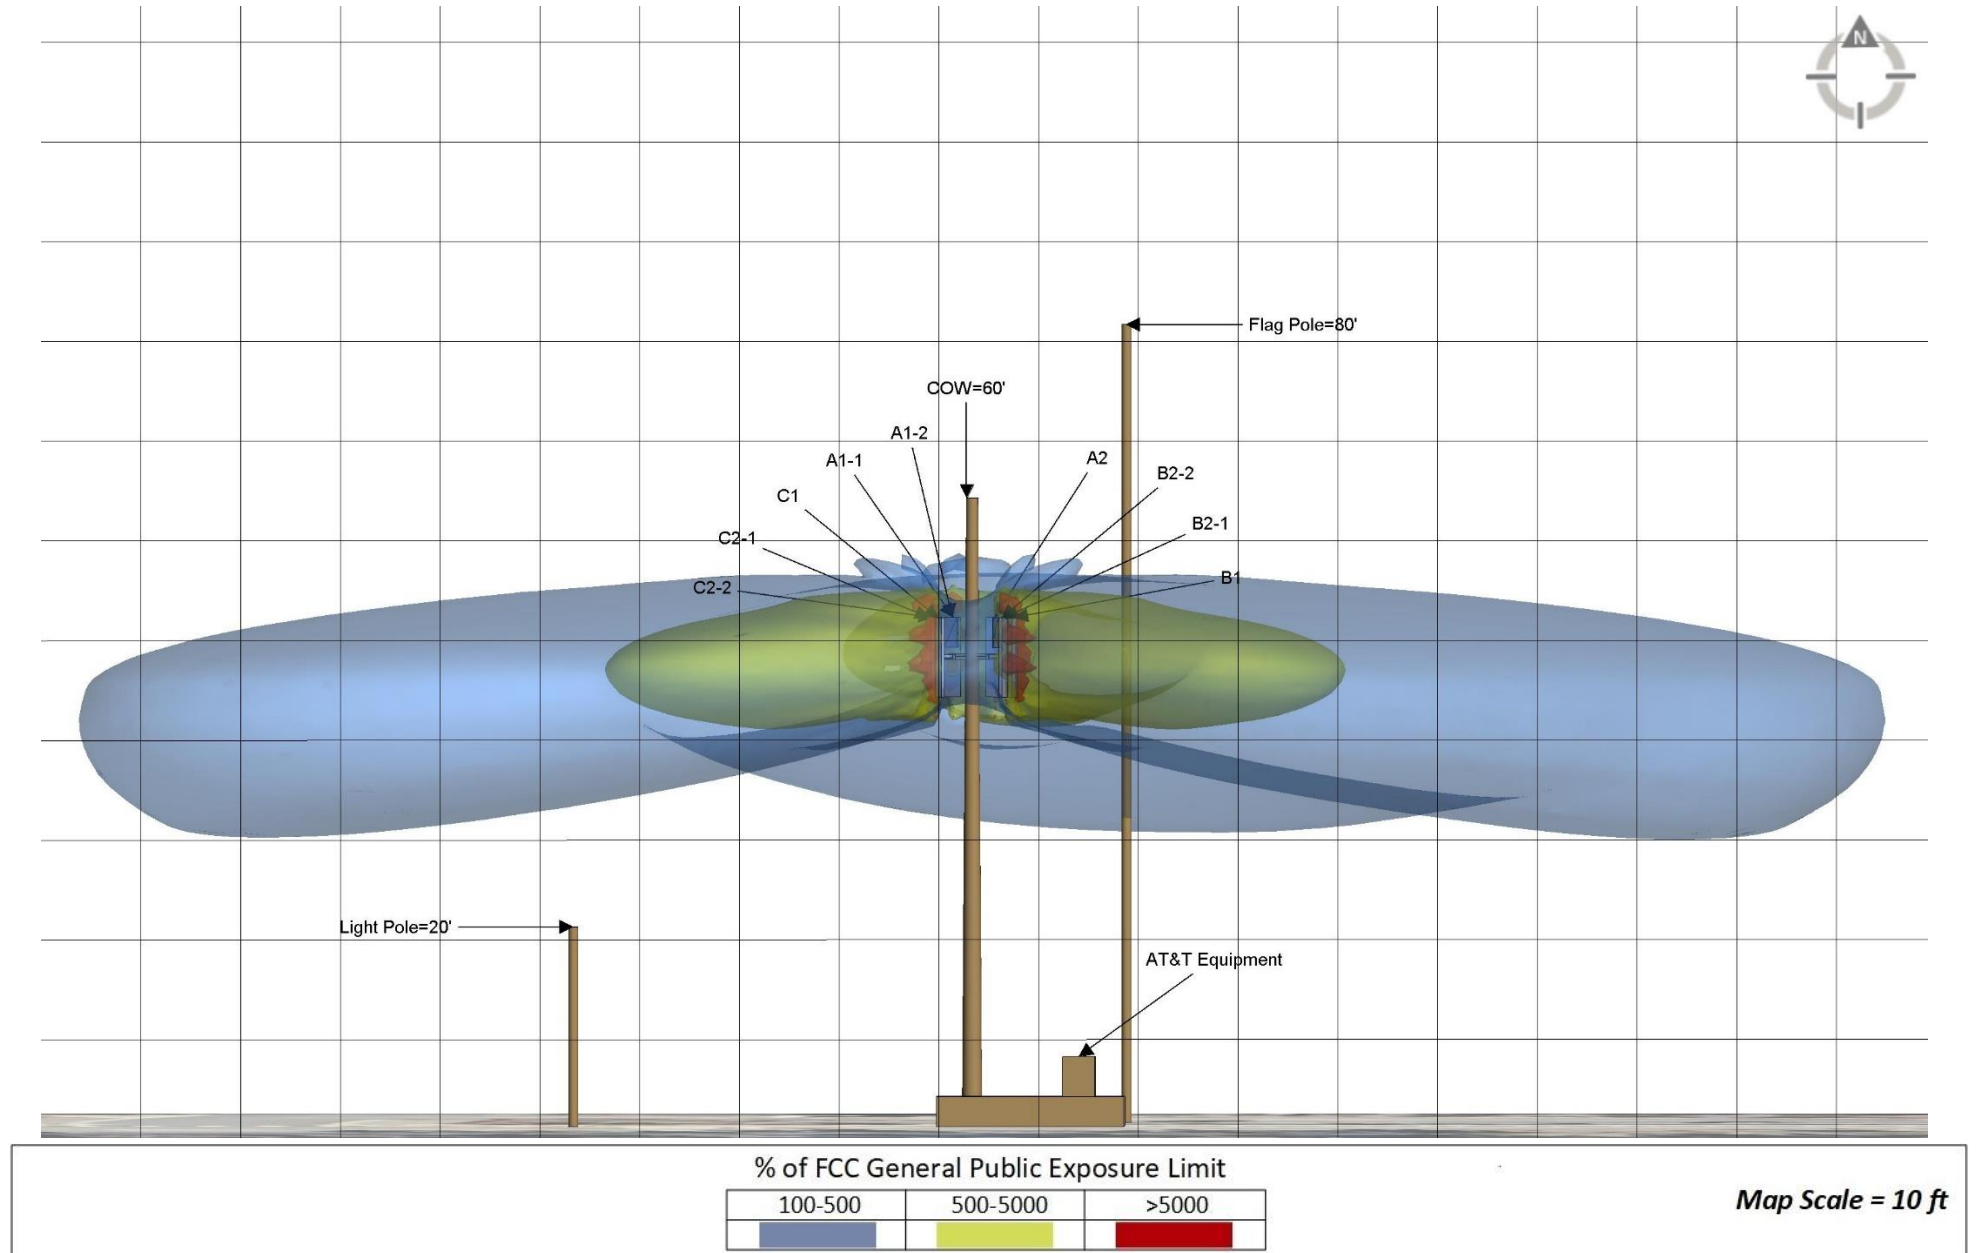 N
Flag Pole=80'
COW=60'
A1-2
A1-1
A2
B2-2
C1
B2-1
C2-1
B1
C2-2
Light Pole=20'
AT&T Equipment
% of FCC General Public Exposure Limit
100-500 500-5000 >5000
Map Scale = 10 ft